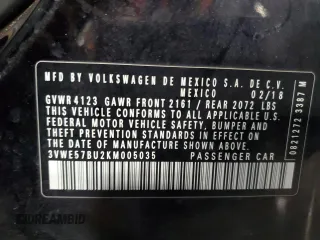 MFD BY VOLKSWAGEN DE MEXICO S.A. DE C.V.
MEXICO 02/18
GVWR 4123 GAWR FRONT 2161 / REAR 2072 LBS
THIS VEHICLE CONFORMS TO ALL APPLICABLE U.S.
FEDERAL MOTOR VEHICLE SAFETY, BUMPER, AND
THEFT PREVENTION STANDARDS IN EFFECT ON THE
DATE OF MANUFACTURE SHOWN ABOVE.
3VWE57BU2KM005035 PASSENGER CAR
0821272 3387 M
© iDreamBid